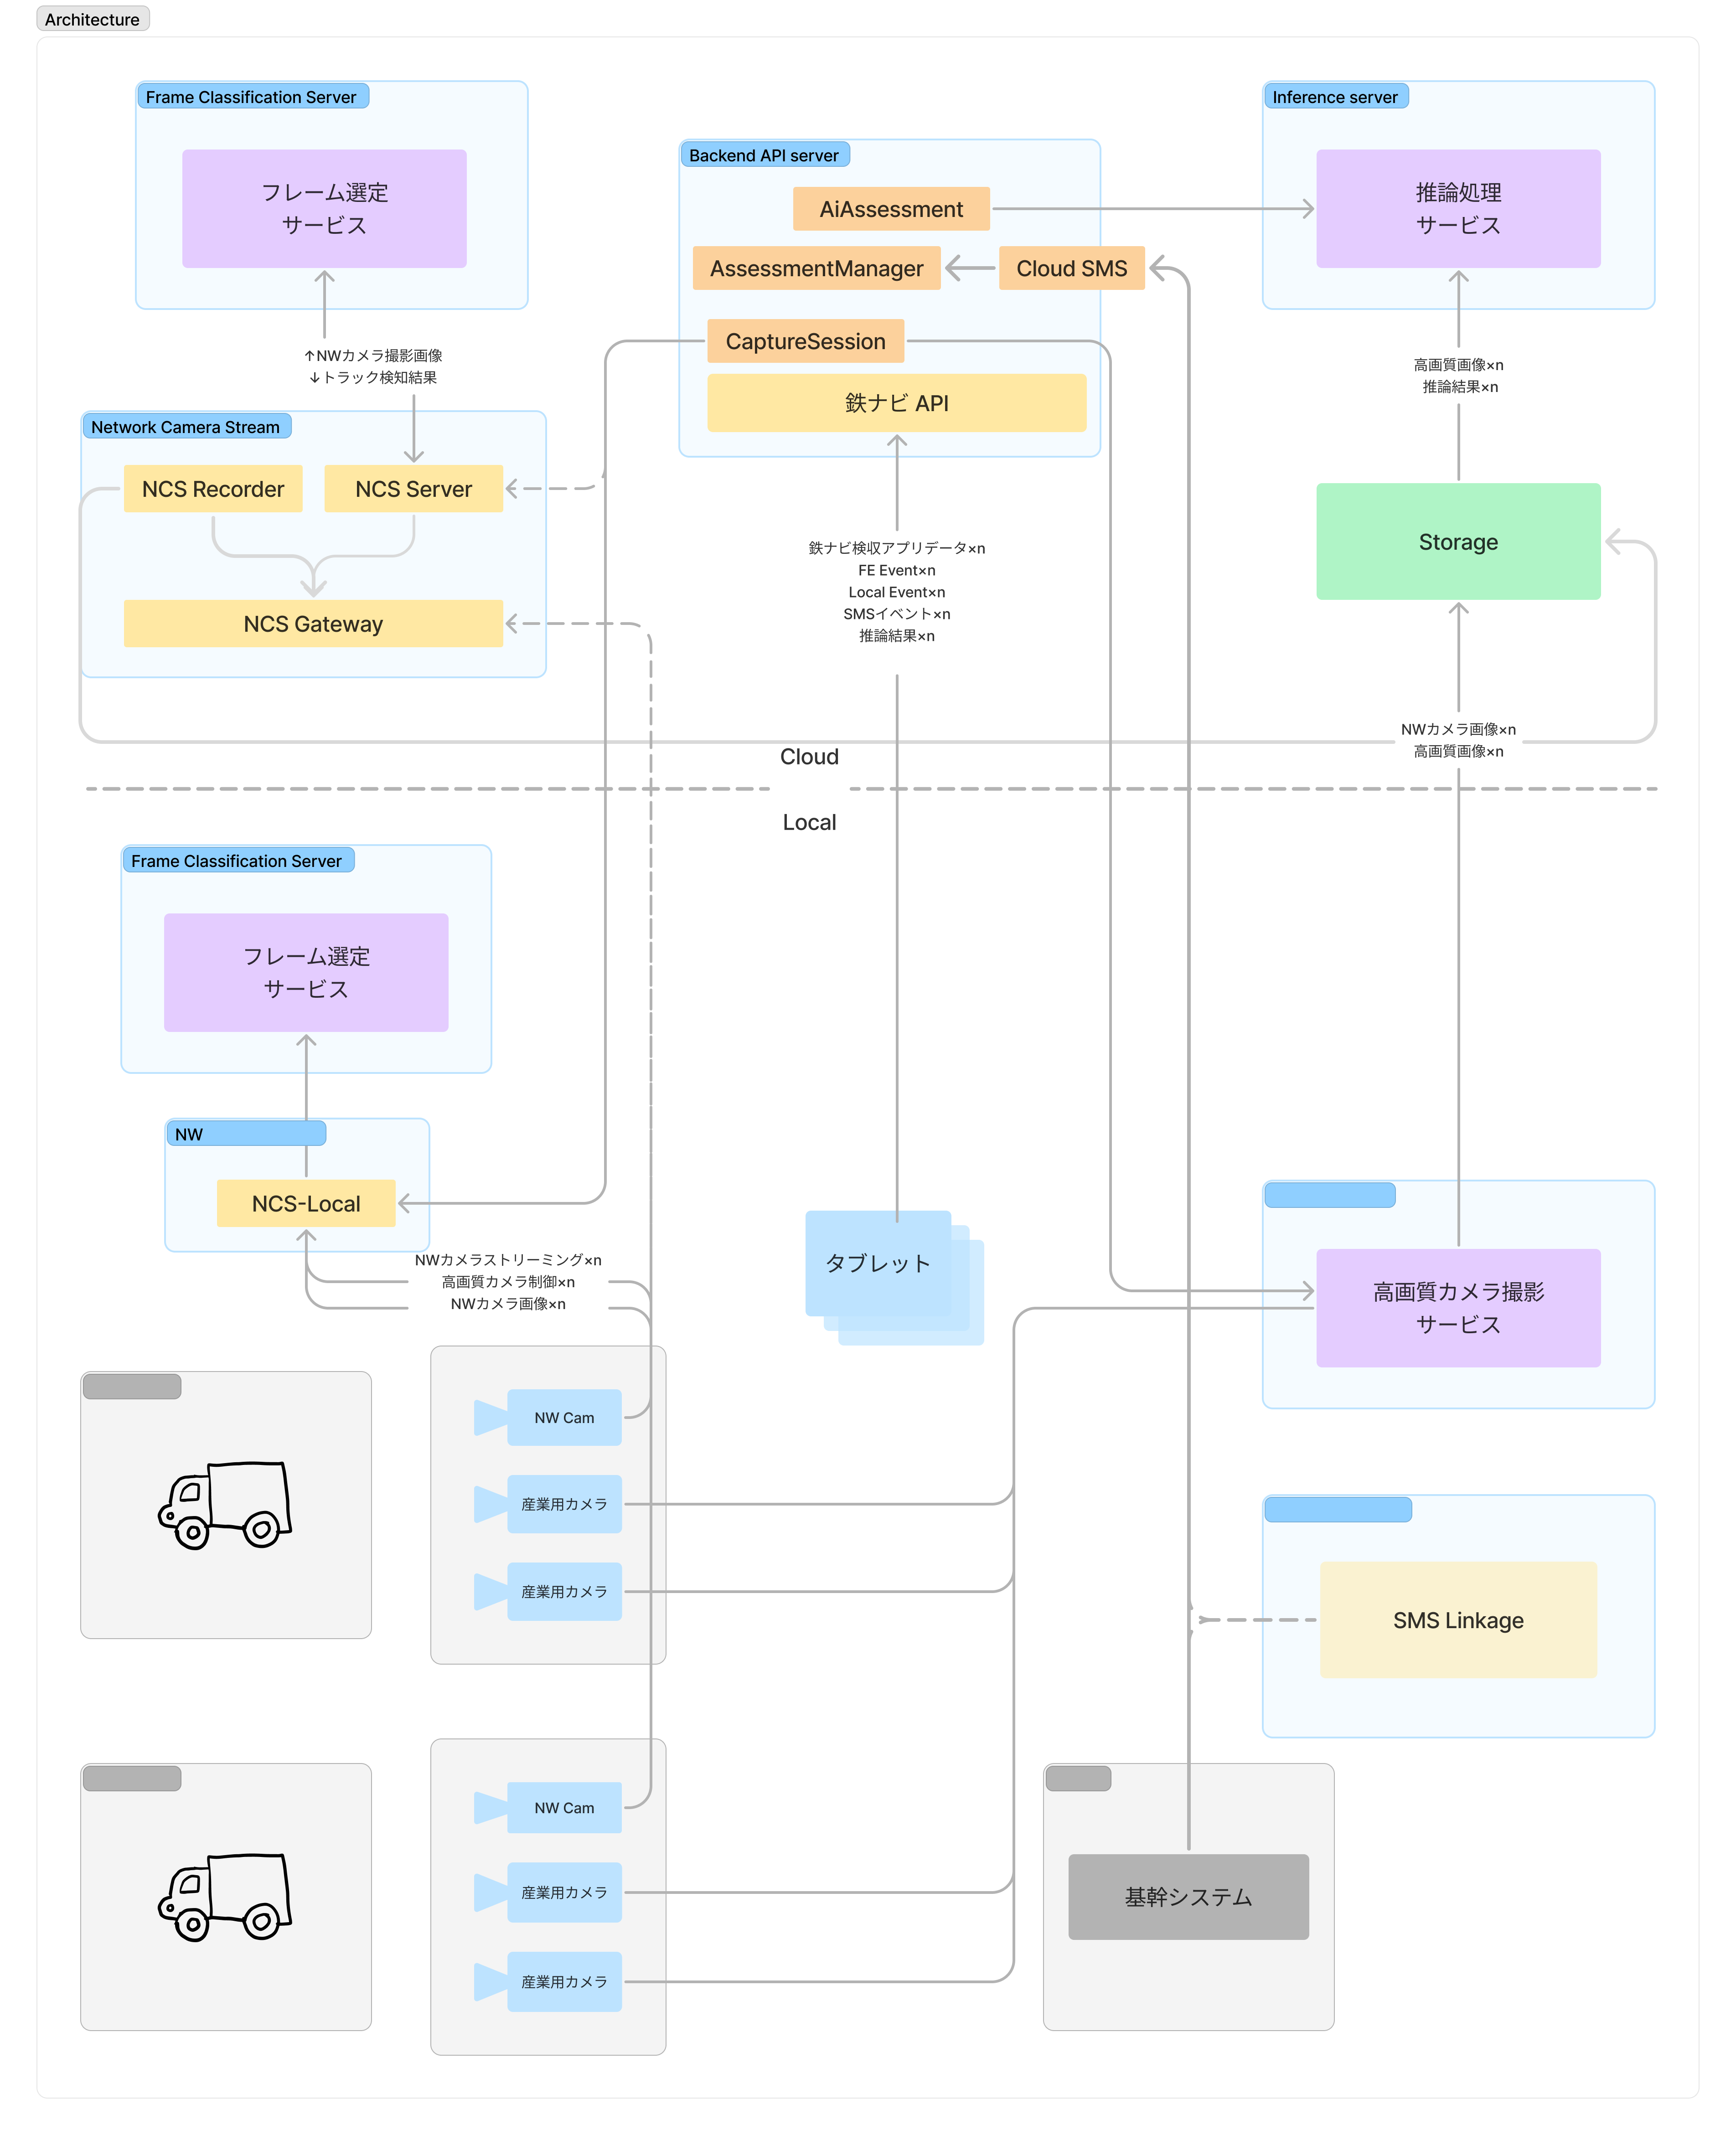 Architecture
Frame Classification Server
フレーム選定
サービス
↑NWカメラ撮影画像
↓トラック検知結果
Network Camera Stream
NCS Recorder
NCS Server
NCS Gateway
Backend API server
AiAssessment
AssessmentManager
Cloud SMS
CaptureSession
鉄ナビ API
鉄ナビ検収アプリデータ×n
FE Event×n
Local Event×n
SMSイベント×n
推論結果×n
Inference server
推論処理
サービス
高画質画像×n
推論結果×n
Storage
NWカメラ画像×n
高画質画像×n
Cloud
Local
Frame Classification Server
フレーム選定
サービス
NW
NCS-Local
NWカメラストリーミング×n
高画質カメラ制御×n
NWカメラ画像×n
タブレット
高画質カメラ撮影
サービス
NW Cam
産業用カメラ
産業用カメラ
SMS Linkage
NW Cam
産業用カメラ
産業用カメラ
基幹システム